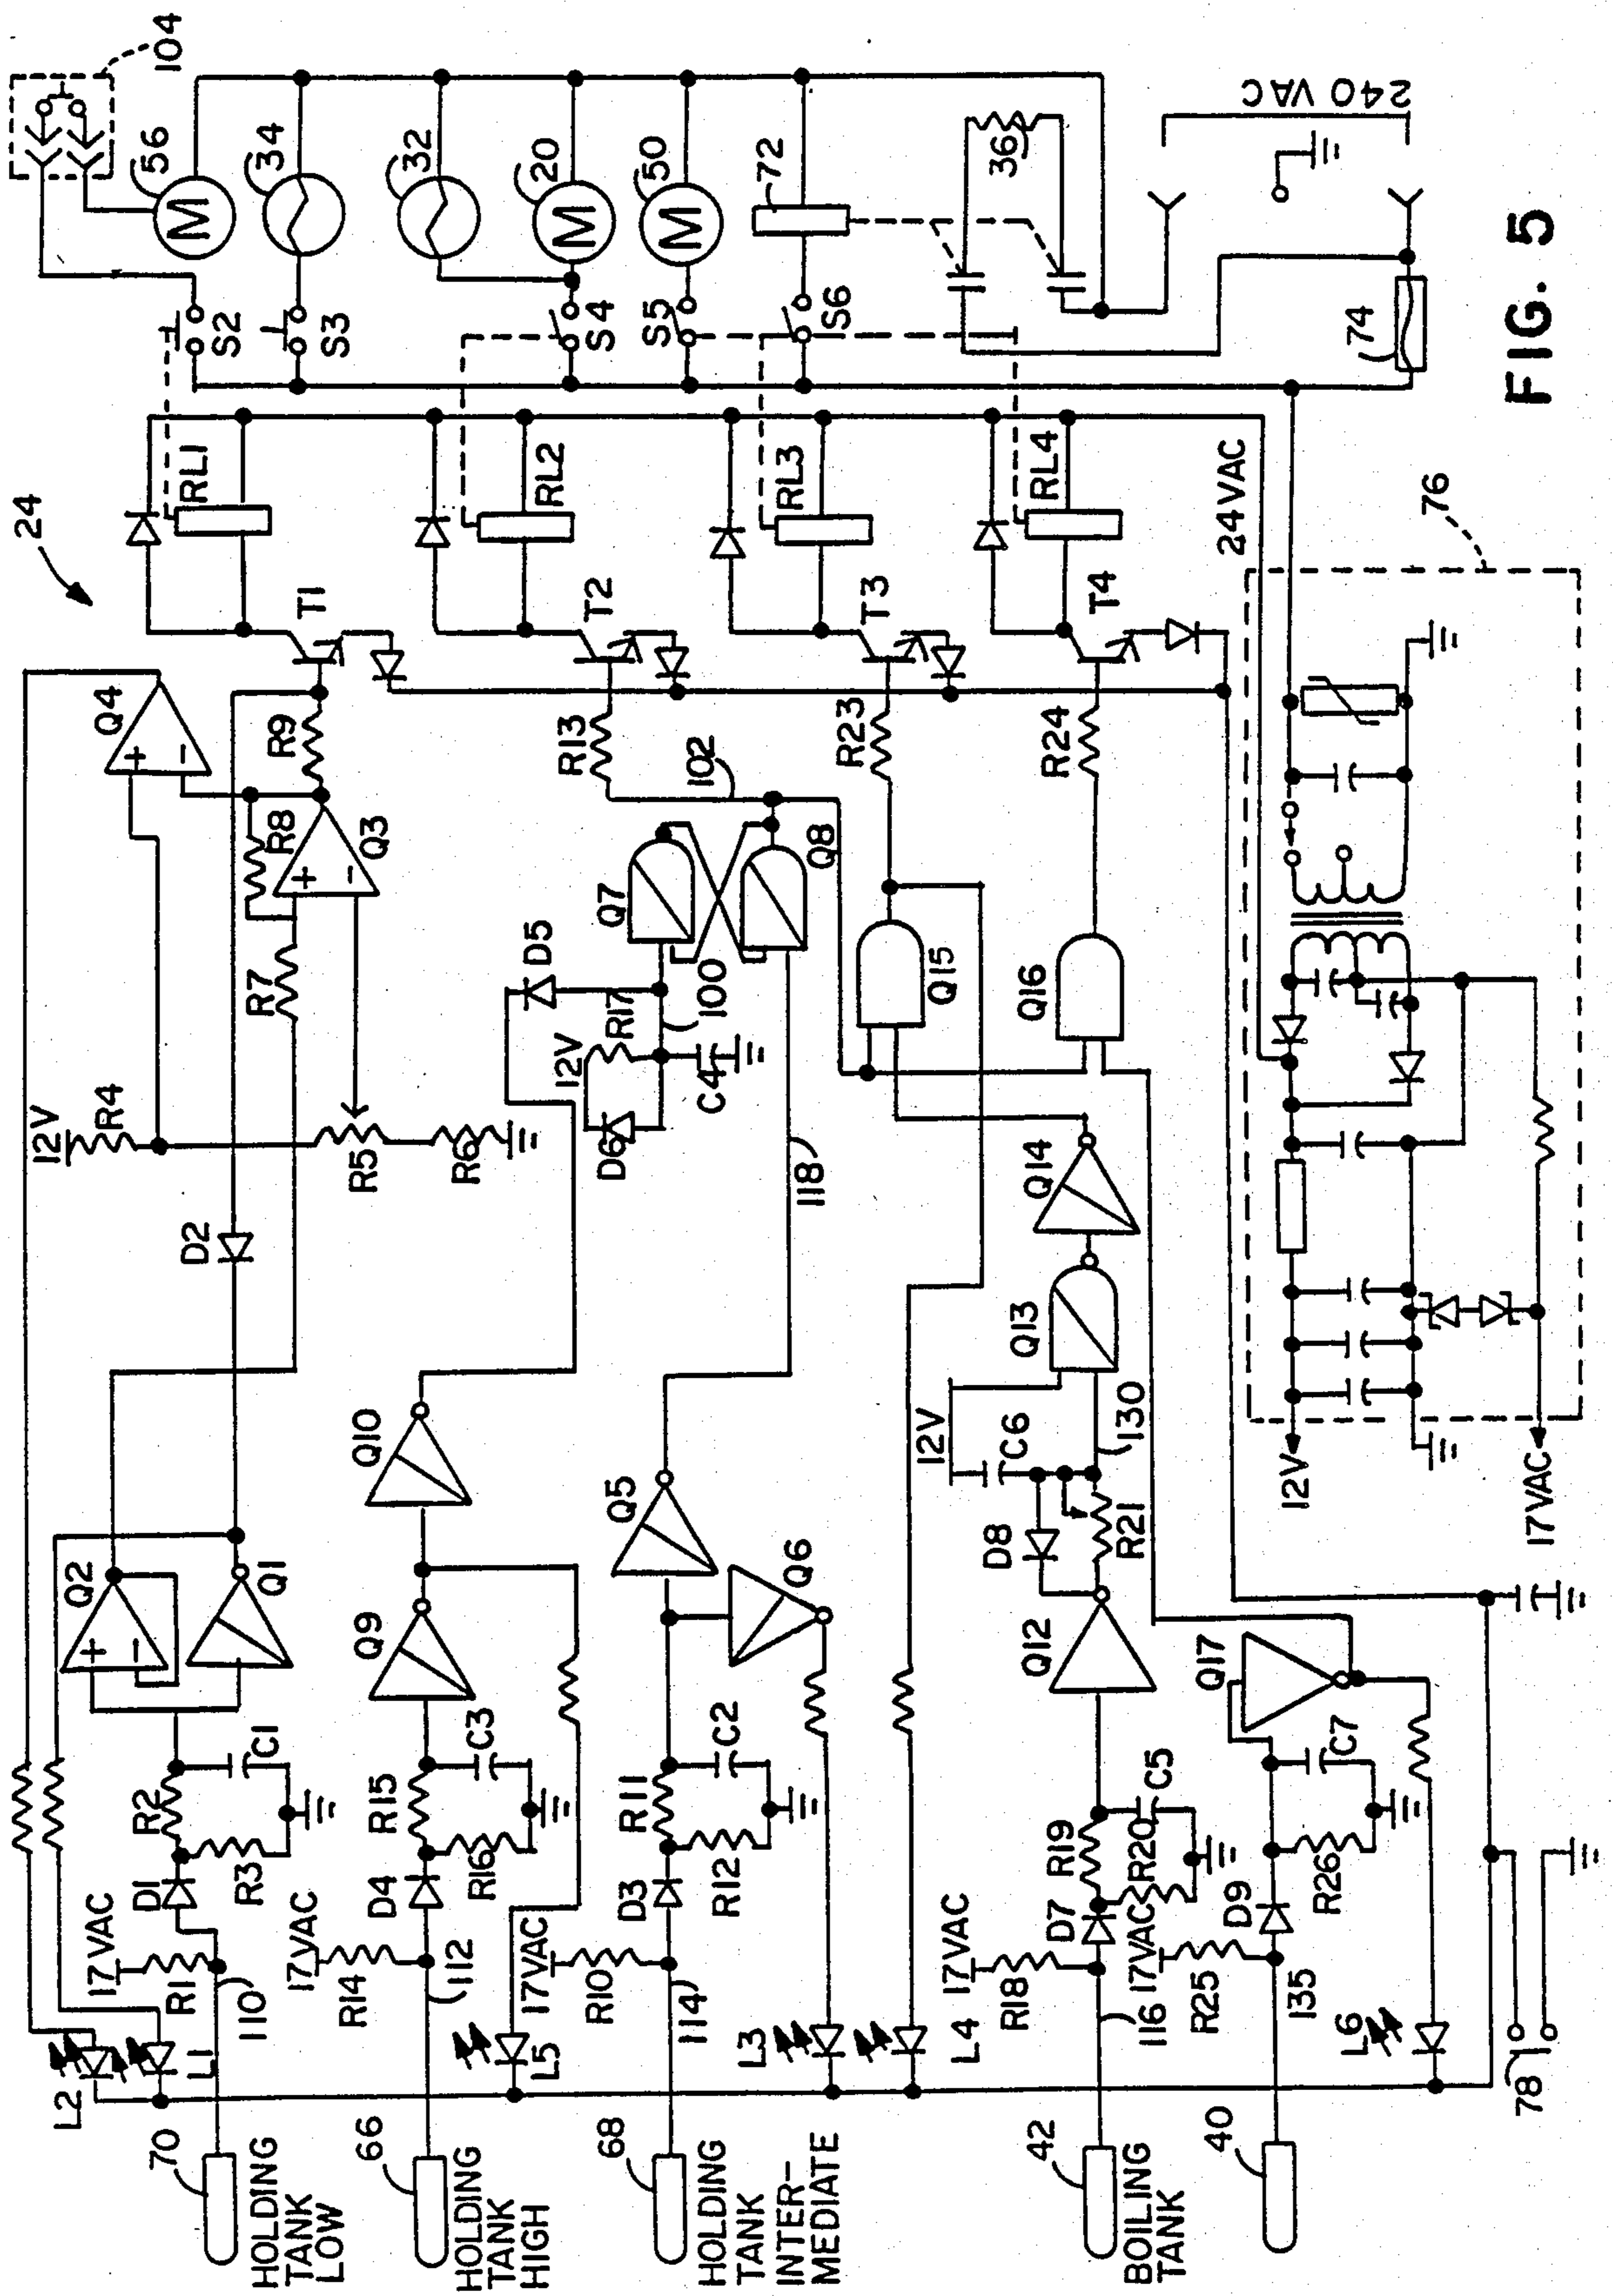 24
104
56
M
34
32
20
M
50
M
72
36
240 VAC
S2
S3
S4
S5
S6
74
RL1
RL2
RL3
RL4
24VAC
76
T1
T2
T3
T4
Q4
+
−
R9
R13
102
R23
R24
R8
Q3
+
−
Q7
Q8
Q15
Q16
R7
D5
R17
100
12V
D6
C4
12V
R4
R5
R6
118
Q14
D2
Q13
12V
C6
130
Q10
Q5
D8
R21
12V
17VAC
Q2
+
−
Q1
Q9
Q6
Q12
Q17
R2
C1
R15
C3
R11
C2
R19
C5
C7
D1
R3
D4
R16
D3
R12
D7
R20
D9
R26
17VAC
R1
110
17VAC
R14
112
17VAC
R10
114
17VAC
R18
116
17VAC
R25
135
L2
L1
L5
L3
L4
L6
78
70
HOLDING
TANK
LOW
66
HOLDING
TANK
HIGH
68
HOLDING
TANK
INTER-
MEDIATE
42
BOILING
TANK
40
FIG. 5